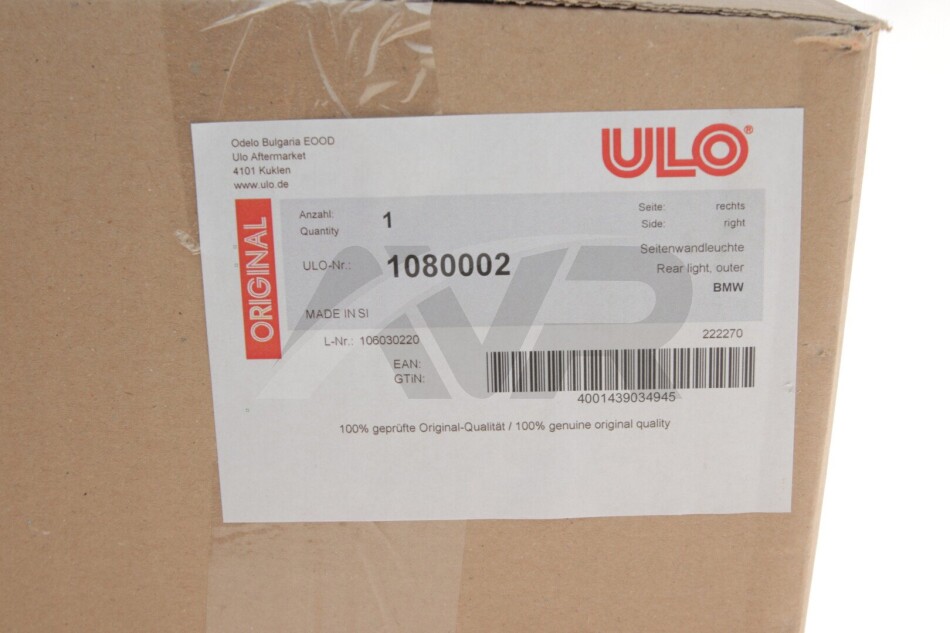 Odelo Bulgaria EOOD
Ulo Aftermarket
4101 Kuklen
www.ulo.de
ULO®
ORIGINAL
Anzahl: 1
Quantity
Seite: rechts
Side: right
ULO-Nr.: 1080002
Seitenwandleuchte
Rear light, outer
BMW
MADE IN SI
L-Nr.: 106030220
222270
EAN:
GTiN:
4001439034945
100% geprüfte Original-Qualität / 100% genuine original quality
AVR